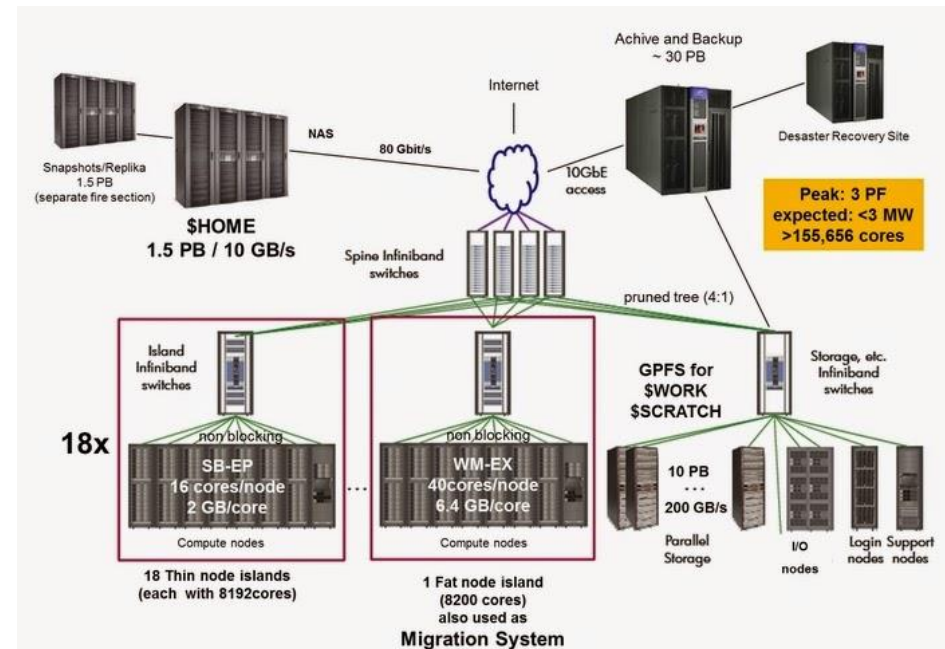 Achive and Backup
~ 30 PB
Internet
Desaster Recovery Site
NAS
80 Gbit/s
10GbE
access
Snapshots/Replika
1.5 PB
(separate fire section)
$HOME
1.5 PB / 10 GB/s
Peak: 3 PF
expected: <3 MW
>155,656 cores
Spine Infiniband
switches
pruned tree (4:1)
Island
Infiniband
switches
GPFS for
$WORK
$SCRATCH
Storage, etc.
Infiniband
switches
18x
non blocking
SB-EP
16 cores/node
2 GB/core
Compute nodes
...
non blocking
WM-EX
40cores/node
6.4 GB/core
Compute nodes
10 PB
...
200 GB/s
Parallel
Storage
I/O
nodes
Login
nodes
Support
nodes
18 Thin node islands
(each with 8192cores)
1 Fat node island
(8200 cores)
also used as
Migration System